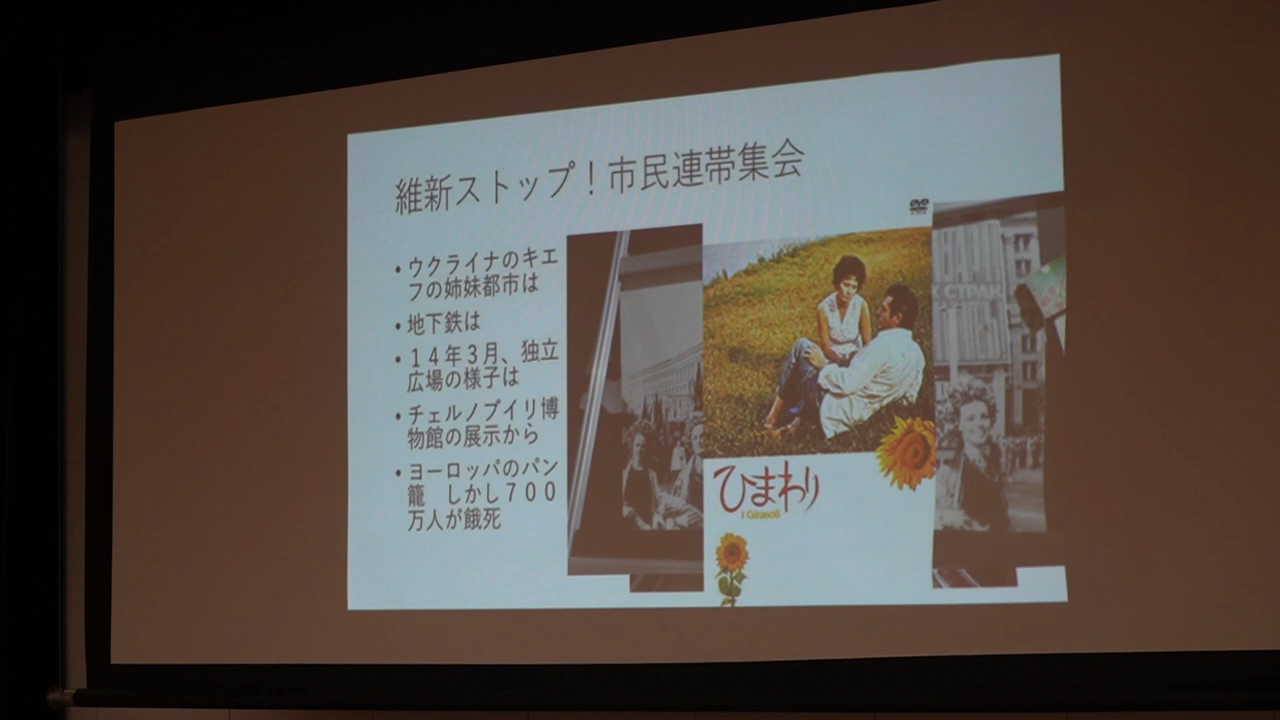 維新ストップ！市民連帯集会
・ウクライナのキエ
フの姉妹都市は
・地下鉄は
・１４年３月、独立
広場の様子は
・チェルノブイリ博
物館の展示から
・ヨーロッパのパン
籠　しかし７００
万人が餓死
DVD
Х СТРАН
ひまわり
I Girasoli